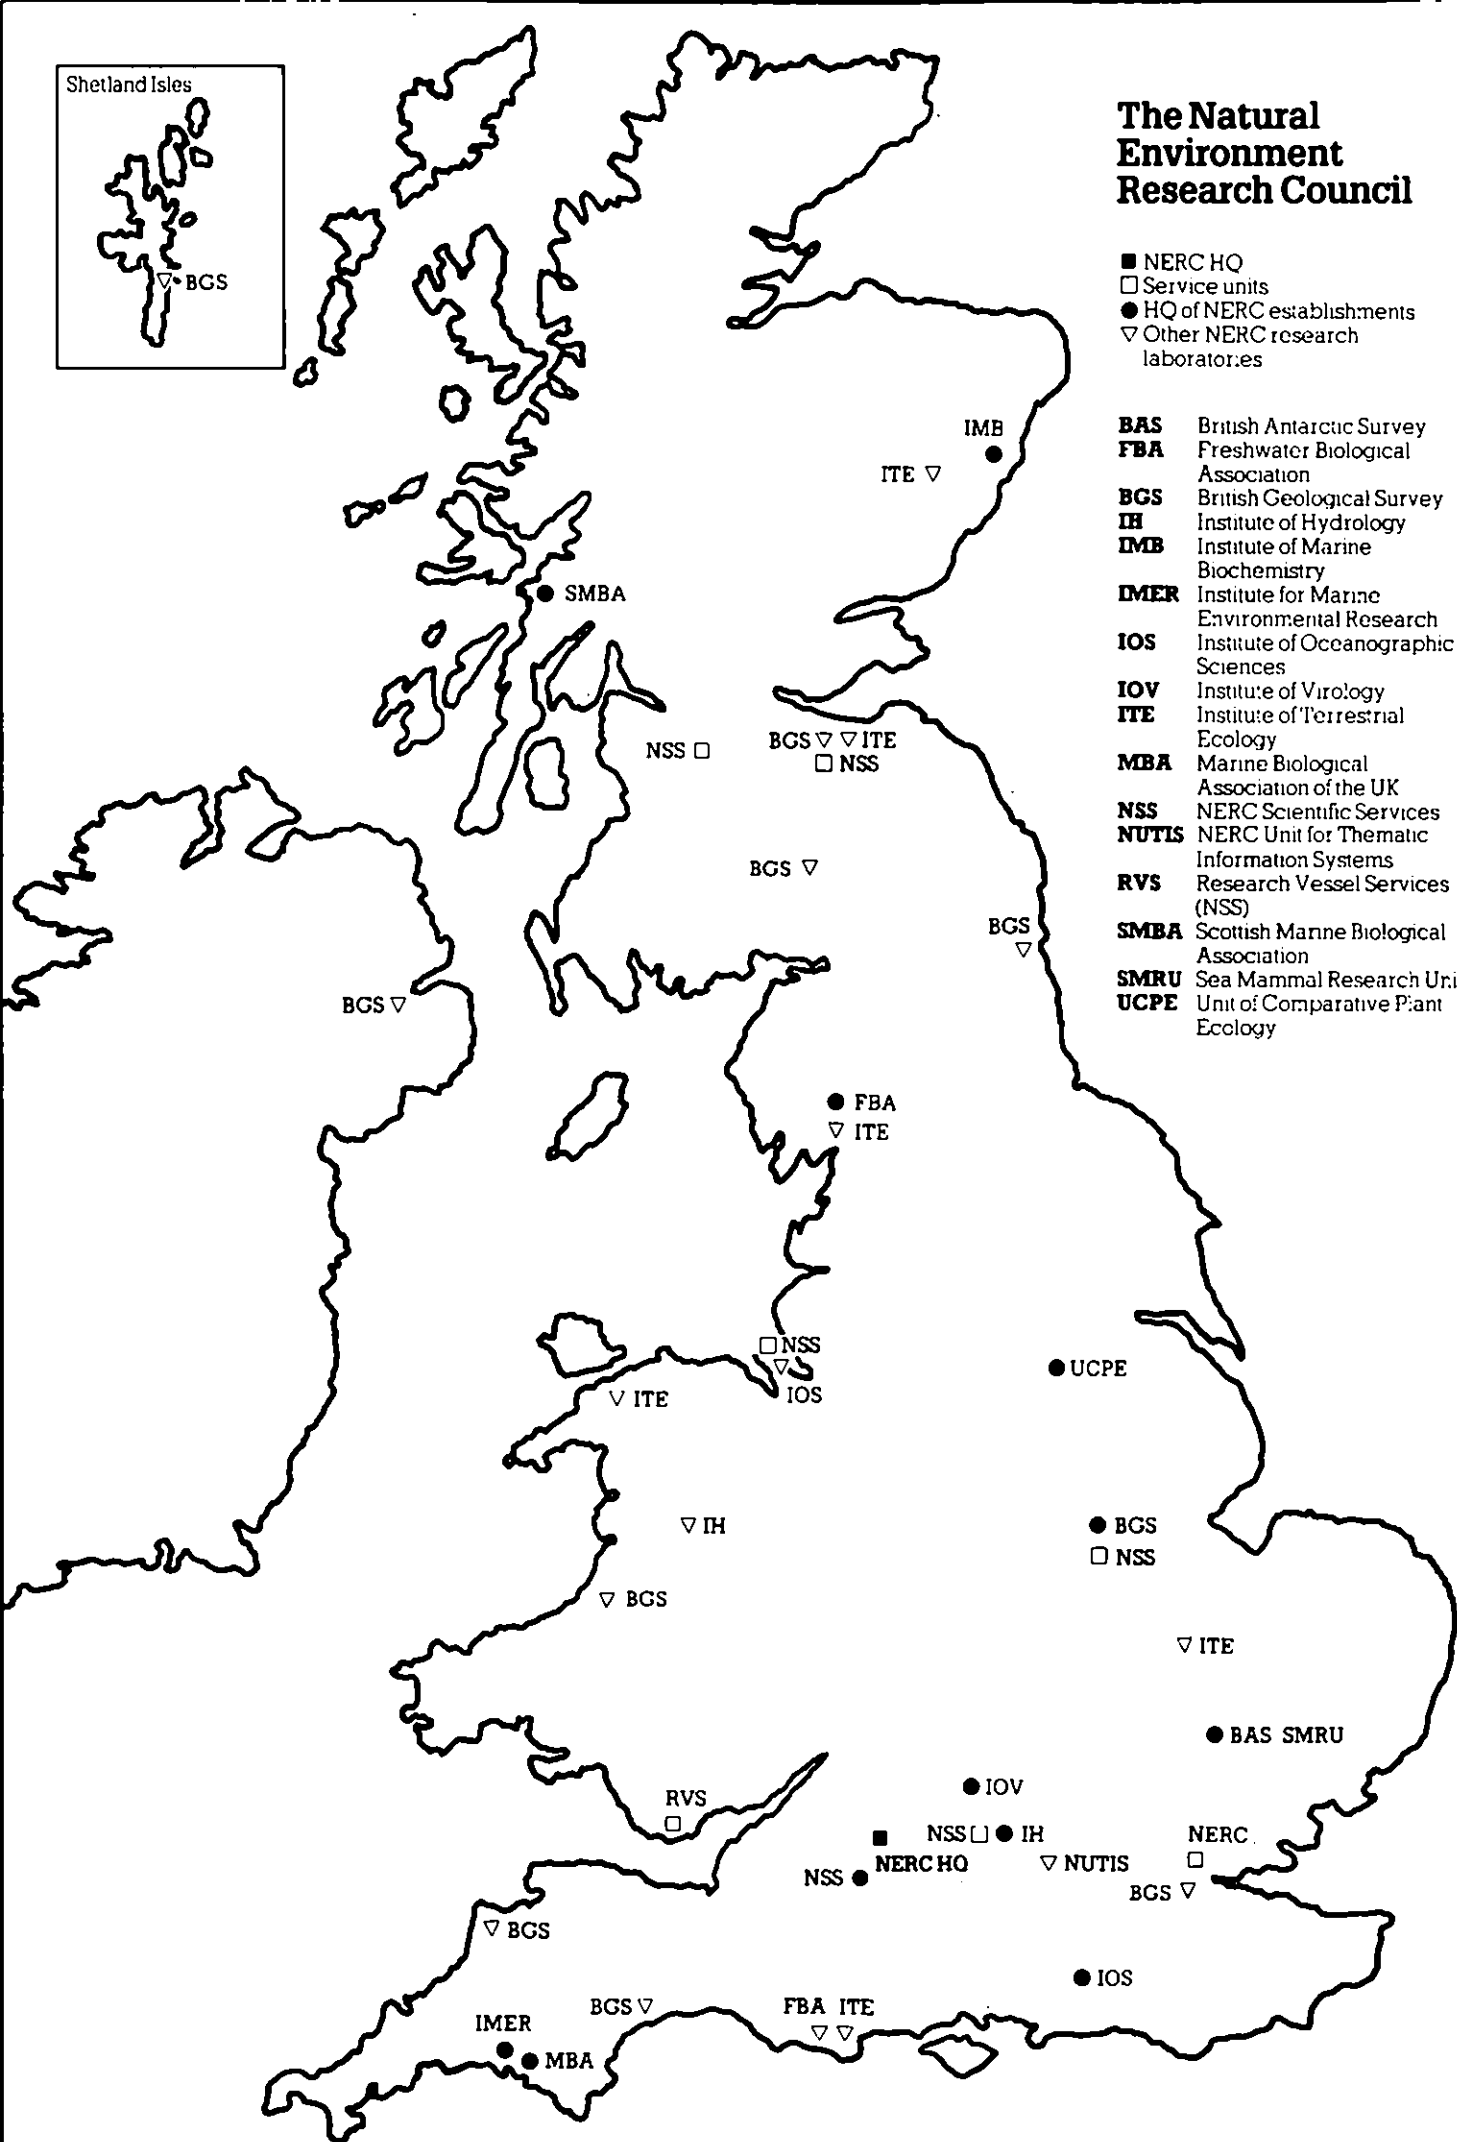 Shetland Isles
BGS
The Natural
Environment
Research Council
NERC HQ
Service units
HQ of NERC establishments
Other NERC research
laboratories
BAS British Antarctic Survey
FBA Freshwater Biological
Association
BGS British Geological Survey
IH Institute of Hydrology
IMB Institute of Marine
Biochemistry
IMER Institute for Marine
Environmental Research
IOS Institute of Oceanographic
Sciences
IOV Institute of Virology
ITE Institute of Terrestrial
Ecology
MBA Marine Biological
Association of the UK
NSS NERC Scientific Services
NUTIS NERC Unit for Thematic
Information Systems
RVS Research Vessel Services
(NSS)
SMBA Scottish Marine Biological
Association
SMRU Sea Mammal Research Uni
UCPE Unit of Comparative Plant
Ecology
IMB
ITE
SMBA
NSS
BGS ITE
NSS
BGS
BGS
BGS
FBA
ITE
NSS
IOS
UCPE
ITE
IH
BGS
NSS
BGS
ITE
BAS SMRU
IOV
RVS
NSS IH
NERC
NERC HQ
NUTIS
NSS
BGS
BGS
IOS
BGS
FBA ITE
IMER
MBA